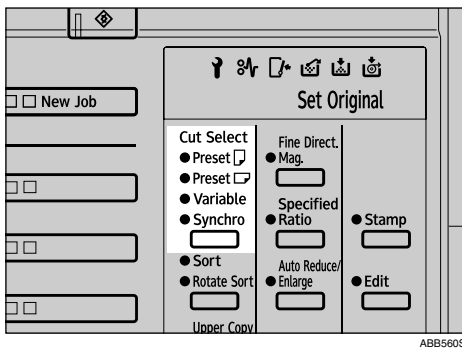 New Job
Set Original
Cut Select
Preset
Preset
Variable
Synchro
Sort
Rotate Sort
Upper Copy
Fine Direct.
Mag.
Specified
Ratio
Auto Reduce/
Enlarge
Stamp
Edit
ABB560S